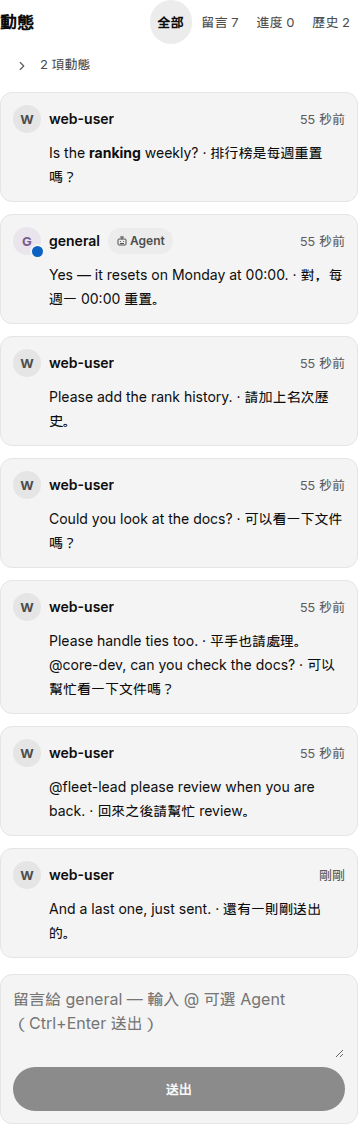 動態
全部 留言 7 進度 0 歷史 2
2 項動態
W web-user 55 秒前
Is the ranking weekly? · 排行榜是每週重置
嗎？
G general Agent 55 秒前
Yes — it resets on Monday at 00:00. · 對，每
週一 00:00 重置。
W web-user 55 秒前
Please add the rank history. · 請加上名次歷
史。
W web-user 55 秒前
Could you look at the docs? · 可以看一下文件
嗎？
W web-user 55 秒前
Please handle ties too. · 平手也請處理。
@core-dev, can you check the docs? · 可以
幫忙看一下文件嗎？
W web-user 55 秒前
@fleet-lead please review when you are
back. · 回來之後請幫忙 review。
W web-user 剛剛
And a last one, just sent. · 還有一則剛送出
的。
留言給 general — 輸入 @ 可選 Agent
（Ctrl+Enter 送出）
送出